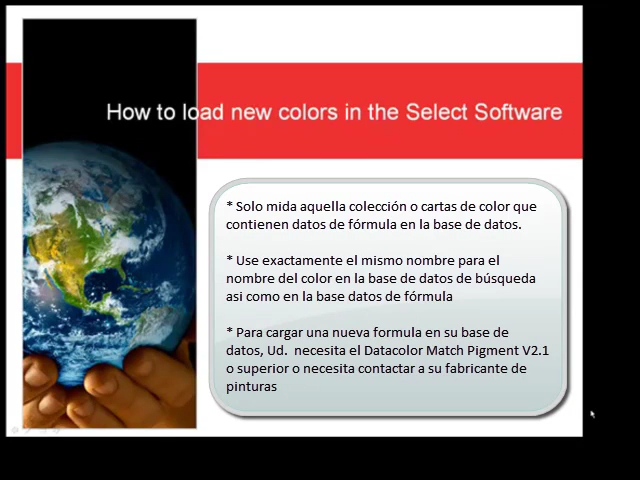 How to load new colors in the Select Software
* Solo mida aquella colección o cartas de color que
contienen datos de fórmula en la base de datos.
* Use exactamente el mismo nombre para el
nombre del color en la base de datos de búsqueda
asi como en la base datos de fórmula
* Para cargar una nueva formula en su base de
datos, Ud. necesita el Datacolor Match Pigment V2.1
o superior o necesita contactar a su fabricante de
pinturas